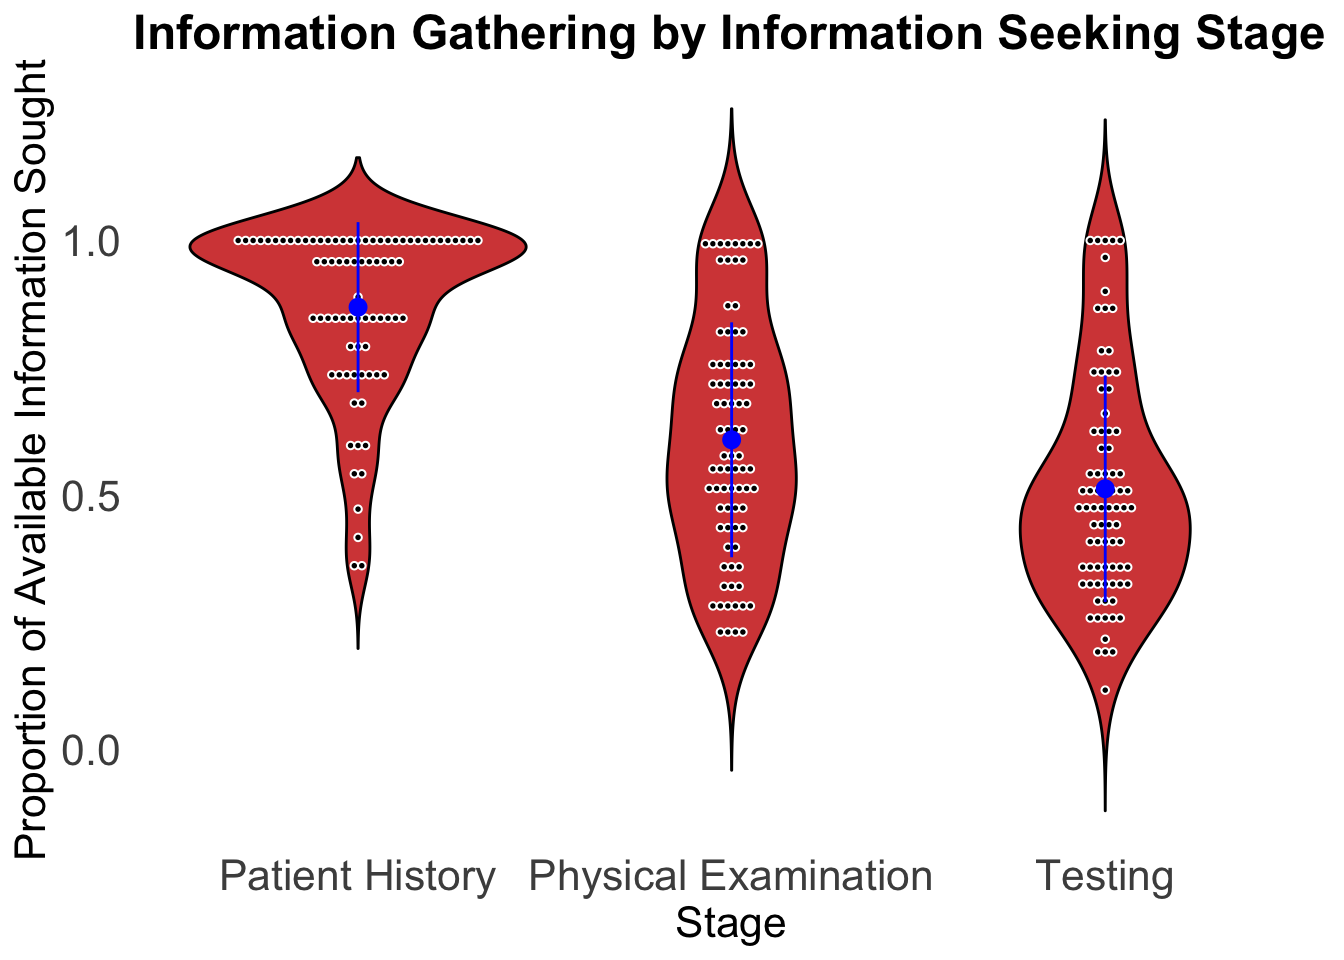 Information Gathering by Information Seeking Stage
Proportion of Available Information Sought
1.0
0.5
0.0
Patient History
Physical Examination
Testing
Stage